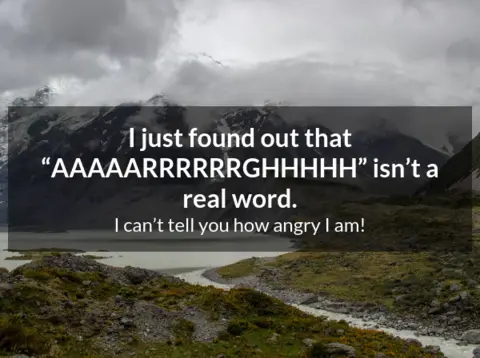 I just found out that
“AAAAARRRRRRGHHHHH” isn’t a
real word.
I can’t tell you how angry I am!